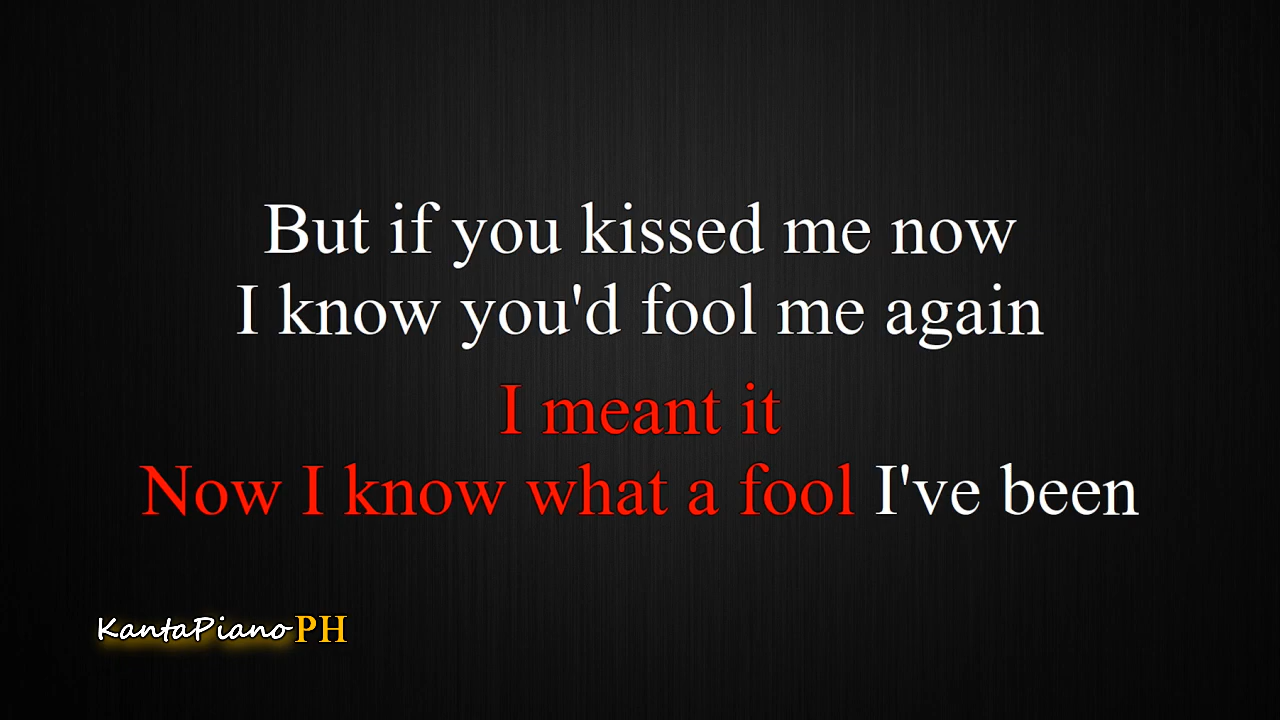 But if you kissed me now
I know you'd fool me again
I meant it
Now I know what a fool I've been
KantaPianoPH